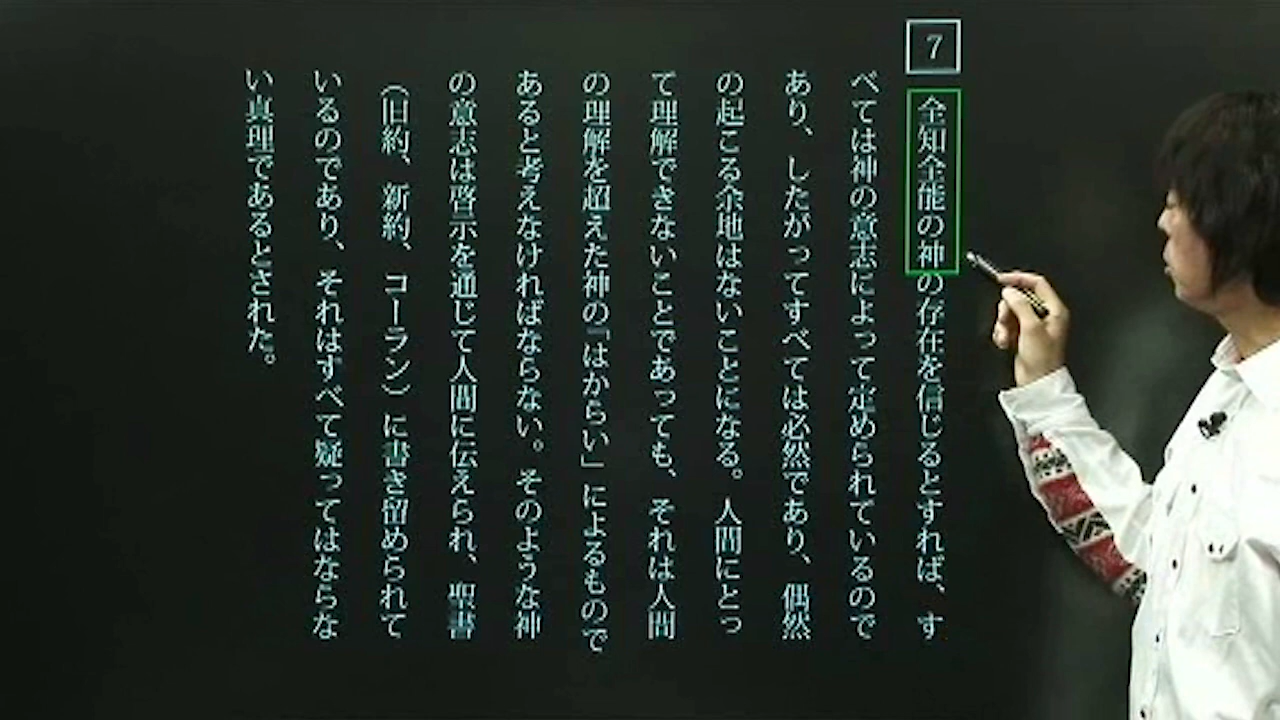 7
全知全能の神の存在を信じるとすれば、す
べては神の意志によって定められているので
あり、したがってすべては必然であり、偶然
の起こる余地はないことになる。人間にとっ
て理解できないことであっても、それは人間
の理解を超えた神の「はからい」によるもので
あると考えなければならない。そのような神
の意志は啓示を通じて人間に伝えられ、聖書
（旧約、新約、コーラン）に書き留められて
いるのであり、それはすべて疑ってはならな
い真理であるとされた。